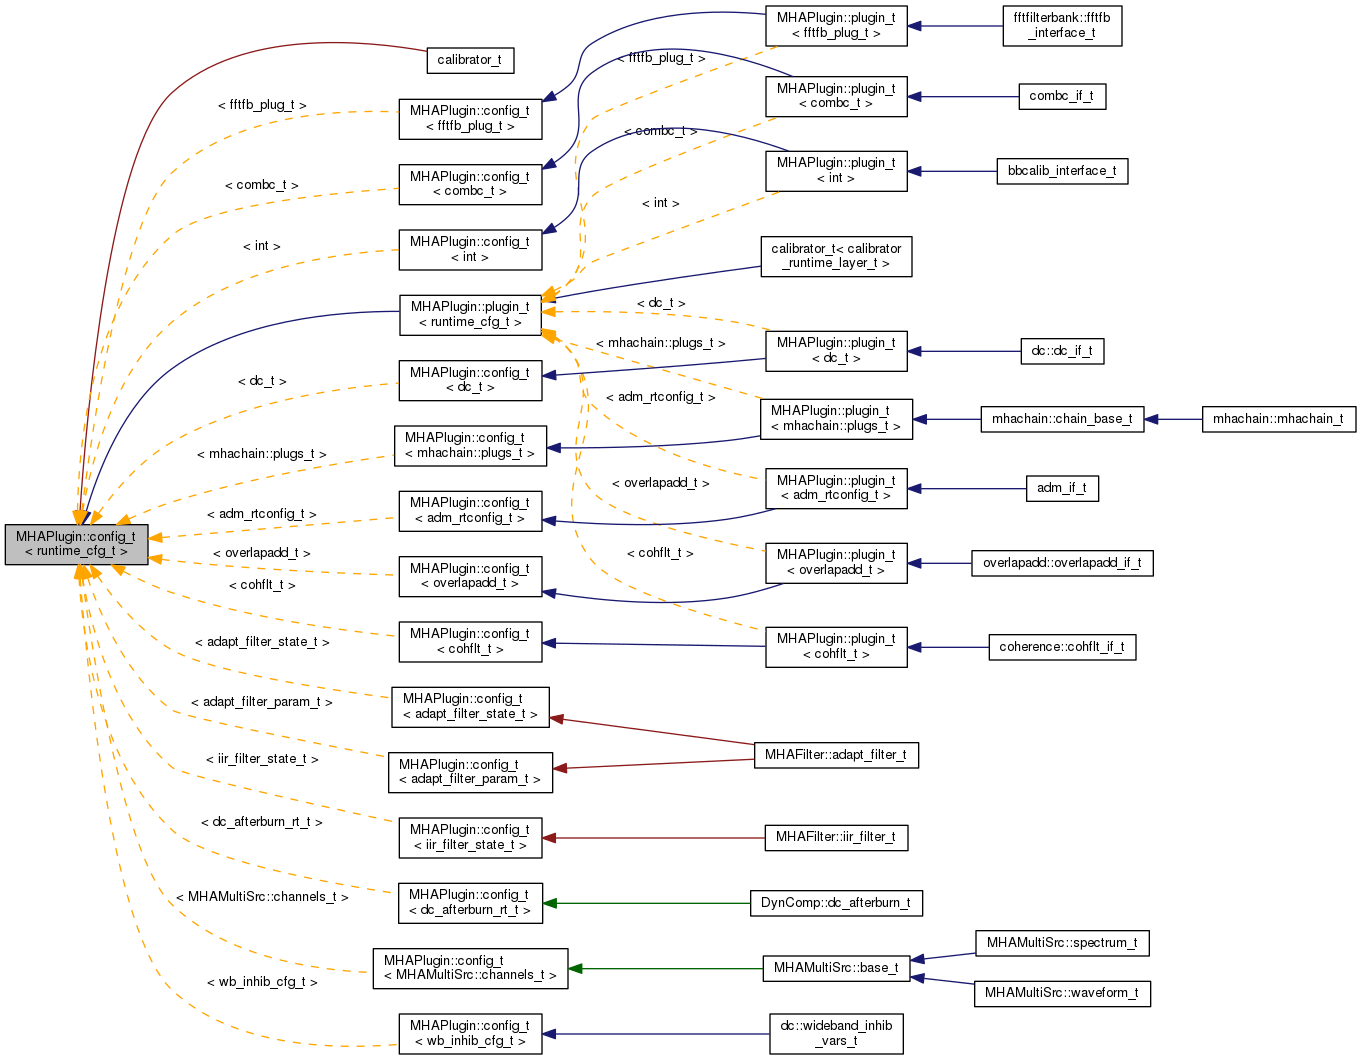 MHAPlugin::config_t
< runtime_cfg_t >
calibrator_t
MHAPlugin::config_t
< fftfb_plug_t >
MHAPlugin::config_t
< combc_t >
MHAPlugin::config_t
< int >
MHAPlugin::plugin_t
< runtime_cfg_t >
MHAPlugin::config_t
< dc_t >
MHAPlugin::config_t
< mhachain::plugs_t >
MHAPlugin::config_t
< adm_rtconfig_t >
MHAPlugin::config_t
< overlapadd_t >
MHAPlugin::config_t
< cohflt_t >
MHAPlugin::config_t
< adapt_filter_state_t >
MHAPlugin::config_t
< adapt_filter_param_t >
MHAPlugin::config_t
< iir_filter_state_t >
MHAPlugin::config_t
< dc_afterburn_rt_t >
MHAPlugin::config_t
< MHAMultiSrc::channels_t >
MHAPlugin::config_t
< wb_inhib_cfg_t >
< fftfb_plug_t >
< combc_t >
< int >
< dc_t >
< mhachain::plugs_t >
< adm_rtconfig_t >
< overlapadd_t >
< cohflt_t >
< adapt_filter_state_t >
< adapt_filter_param_t >
< iir_filter_state_t >
< dc_afterburn_rt_t >
< MHAMultiSrc::channels_t >
< wb_inhib_cfg_t >
< fftfb_plug_t >
< combc_t >
< int >
< dc_t >
< mhachain::plugs_t >
< adm_rtconfig_t >
< overlapadd_t >
< cohflt_t >
MHAPlugin::plugin_t
< fftfb_plug_t >
MHAPlugin::plugin_t
< combc_t >
MHAPlugin::plugin_t
< int >
calibrator_t< calibrator
_runtime_layer_t >
MHAPlugin::plugin_t
< dc_t >
MHAPlugin::plugin_t
< mhachain::plugs_t >
MHAPlugin::plugin_t
< adm_rtconfig_t >
MHAPlugin::plugin_t
< overlapadd_t >
MHAPlugin::plugin_t
< cohflt_t >
MHAFilter::adapt_filter_t
MHAFilter::iir_filter_t
DynComp::dc_afterburn_t
MHAMultiSrc::base_t
dc::wideband_inhib
_vars_t
fftfilterbank::fftfb
_interface_t
combc_if_t
bbcalib_interface_t
dc::dc_if_t
mhachain::chain_base_t
mhachain::mhachain_t
adm_if_t
overlapadd::overlapadd_if_t
coherence::cohflt_if_t
MHAMultiSrc::spectrum_t
MHAMultiSrc::waveform_t